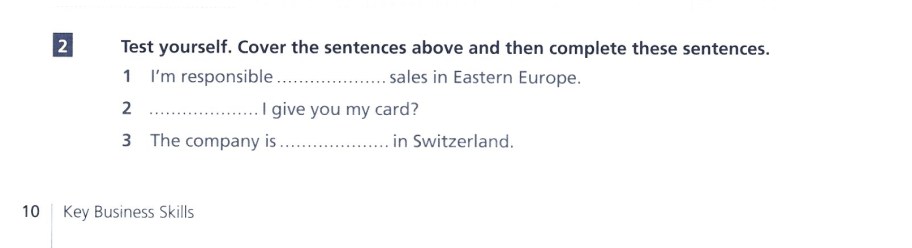 2 Test yourself. Cover the sentences above and then complete these sentences.
1 I'm responsible .................... sales in Eastern Europe.
2 .................... I give you my card?
3 The company is .................... in Switzerland.
10 Key Business Skills